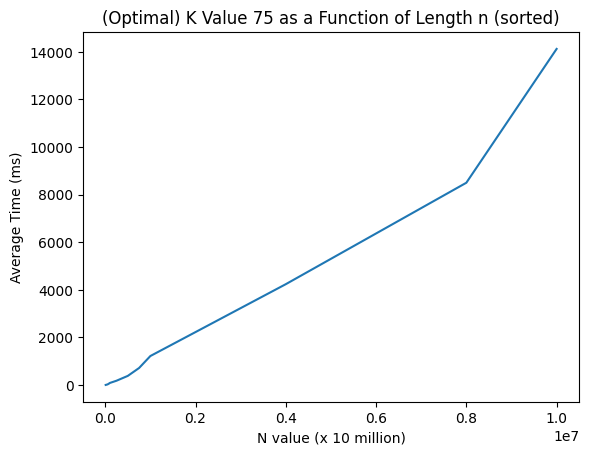 (Optimal) K Value 75 as a Function of Length n (sorted)
14000
12000
10000
8000
6000
4000
2000
0
Average Time (ms)
0.0 0.2 0.4 0.6 0.8 1.0
1e7
N value (x 10 million)